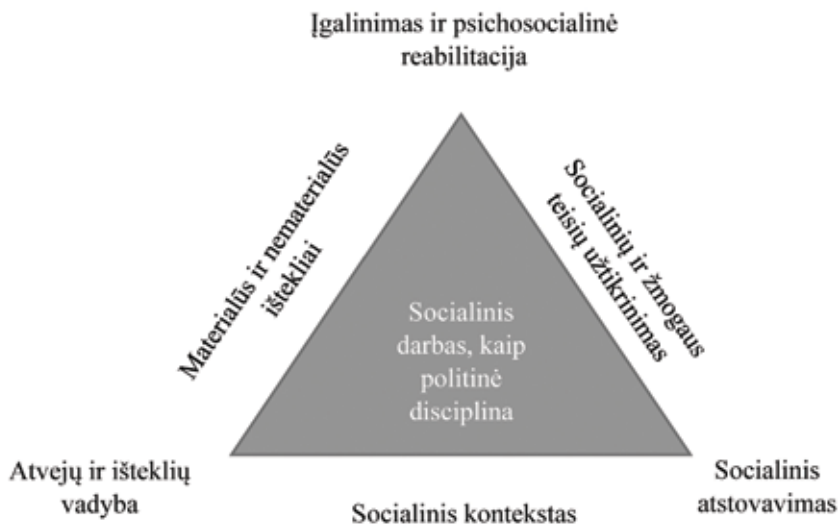 Įgalinimas ir psichosocialinė
reabilitacija
Materialūs ir nematerialūs
ištekliai
Socialinių ir žmogaus
teisių užtikrinimas
Socialinis
darbas, kaip
politinė
disciplina
Atvejų ir išteklių
vadyba
Socialinis kontekstas
Socialinis
atstovavimas